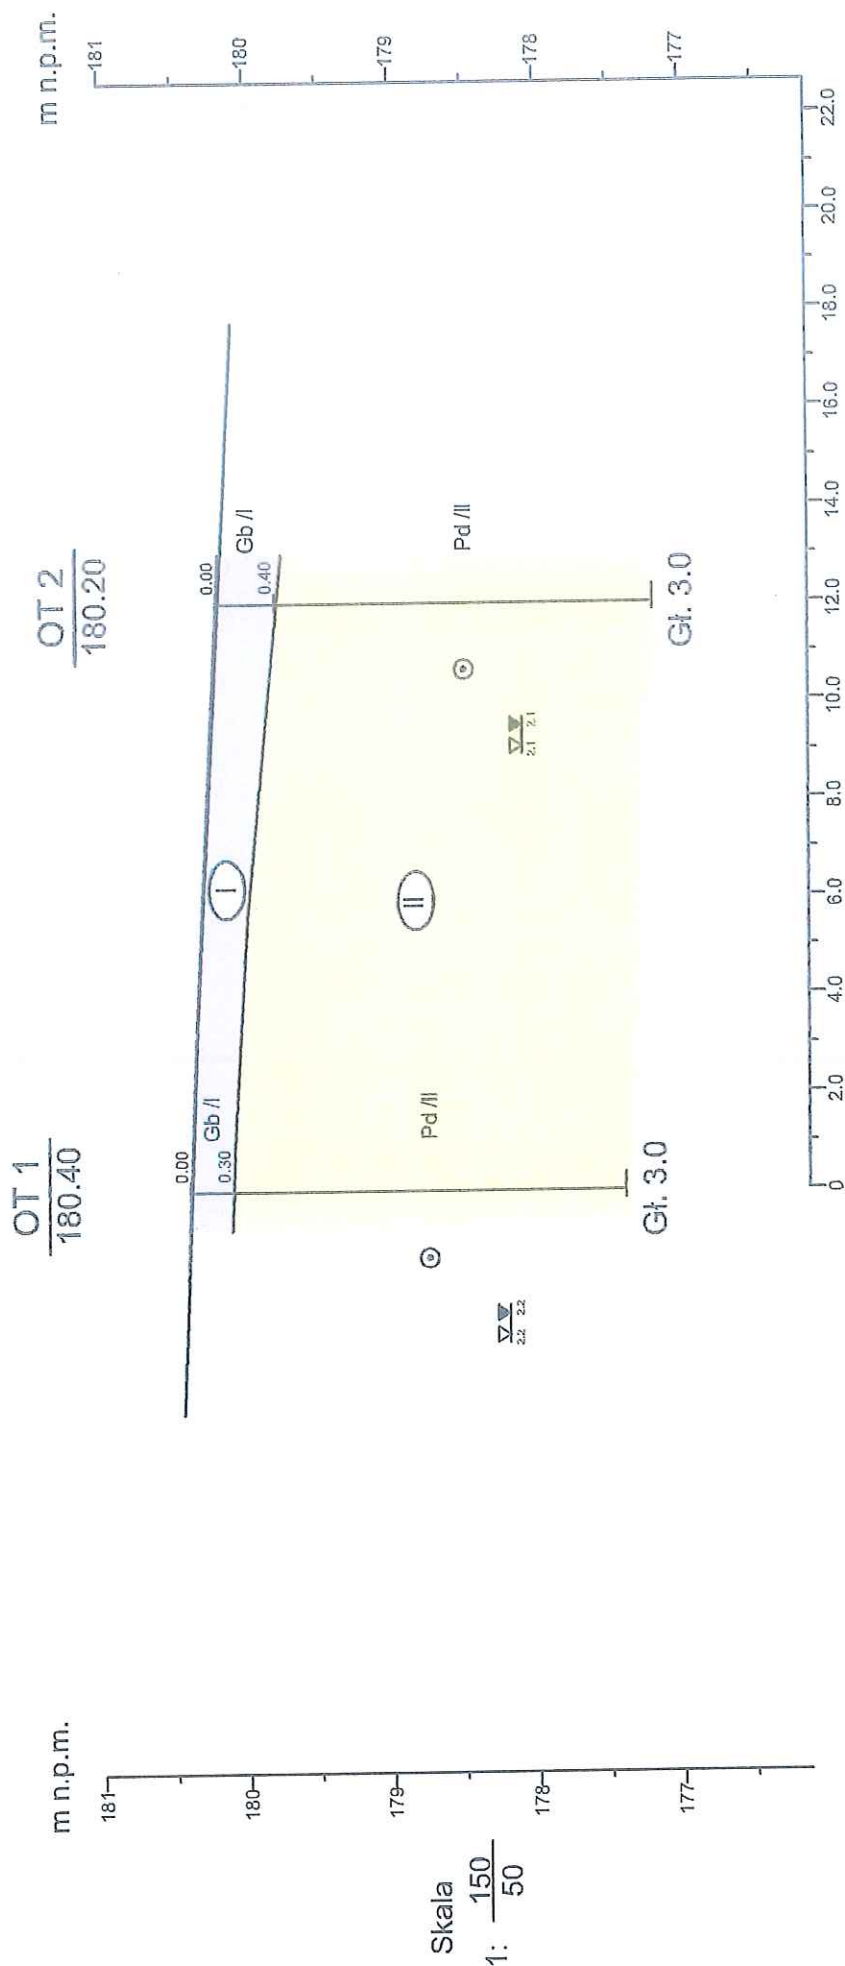 m n.p.m.
181
180
179
178
177
Skala
1: 150
50
OT 1
180.40
0.00
0.30
Gb /I
Pd /II
2.2 2.2
Gł. 3.0
I
II
OT 2
180.20
0.00
0.40
Gb /I
Pd /II
2.1 2.1
Gł. 3.0
m n.p.m.
181
180
179
178
177
0 2.0 4.0 6.0 8.0 10.0 12.0 14.0 16.0 18.0 20.0 22.0